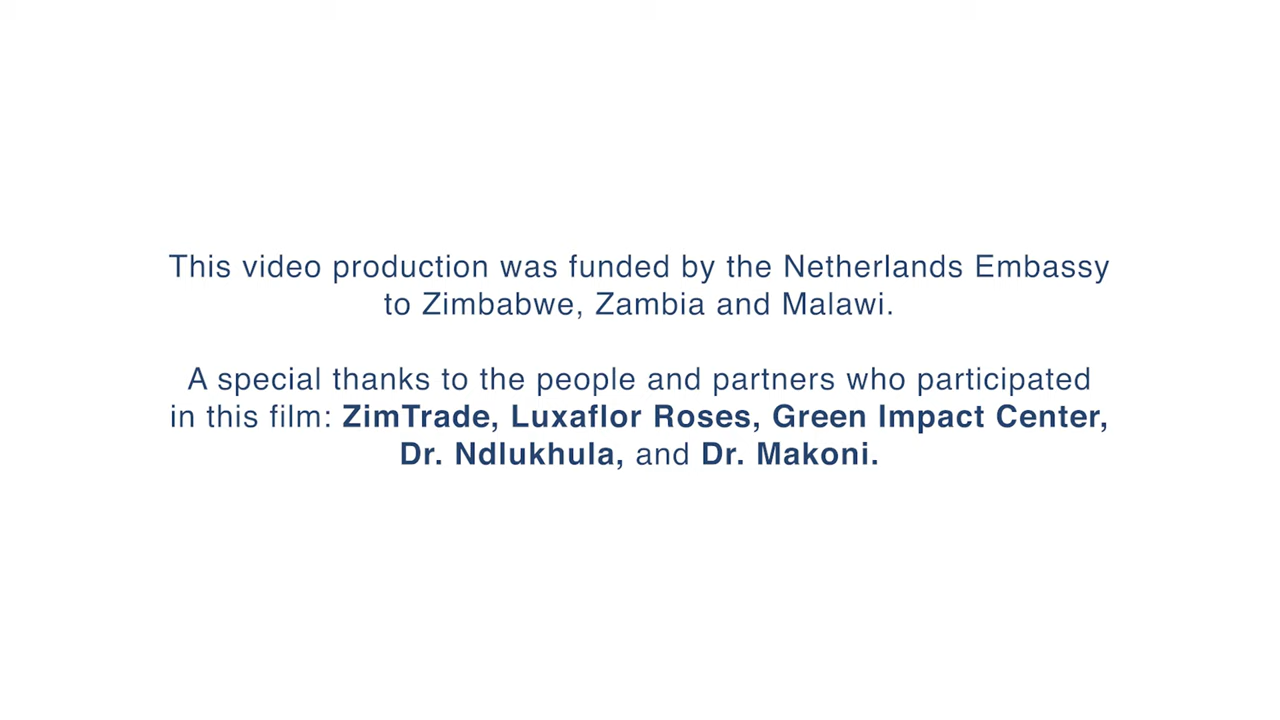 This video production was funded by the Netherlands Embassy
to Zimbabwe, Zambia and Malawi.
A special thanks to the people and partners who participated
in this film: ZimTrade, Luxaflor Roses, Green Impact Center,
Dr. Ndlukhula, and Dr. Makoni.